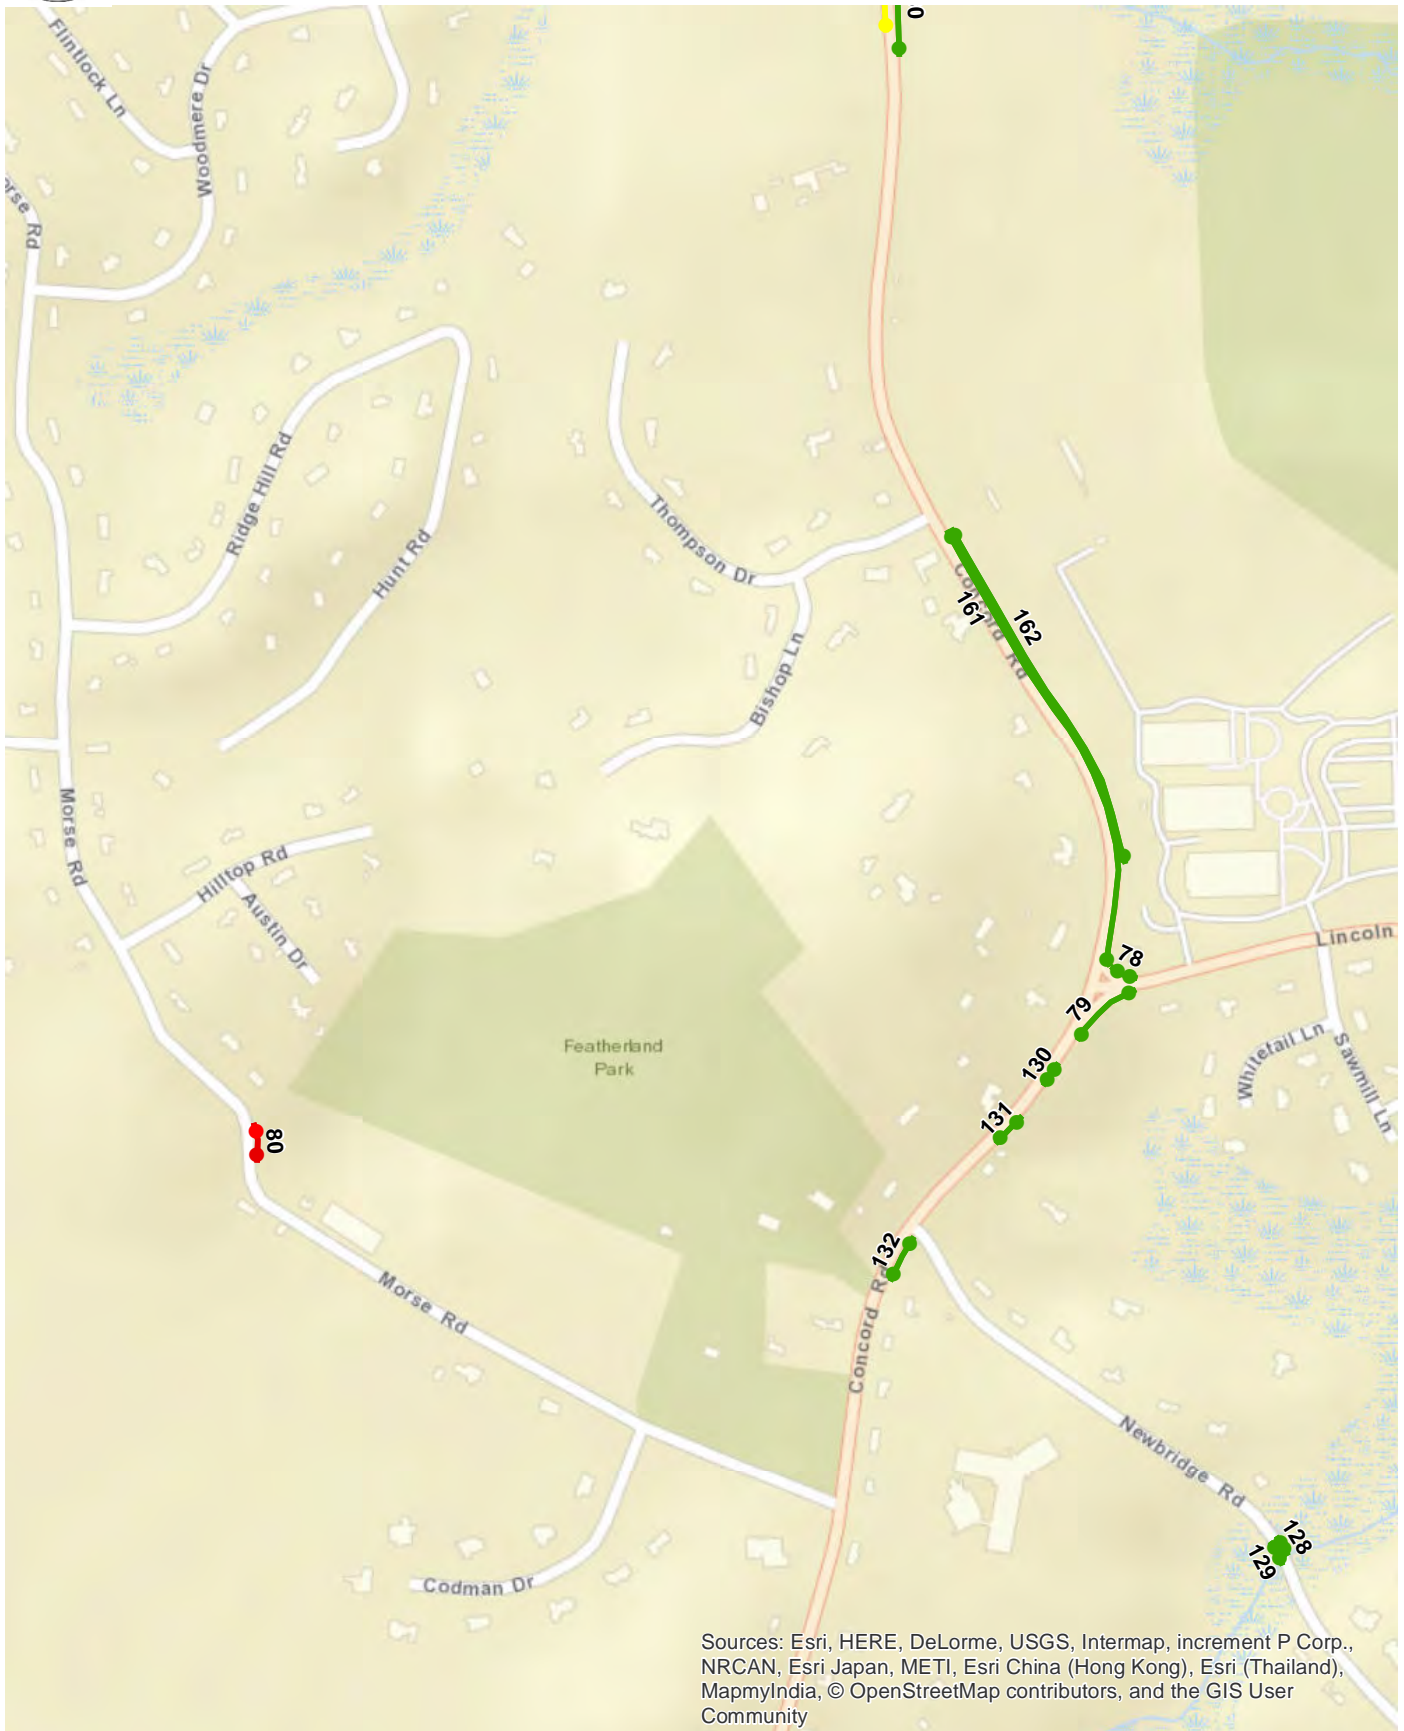 0
Flintlock Ln
Woodmere Dr
orse Rd
Ridge Hill Rd
Hunt Rd
Thompson Dr
Bishop Ln
Concord Rd
161
162
Morse Rd
Hilltop Rd
Austin Dr
Lincoln
78
79
Featherland
Park
130
Whitetail Ln
Sawmill Ln
131
80
132
Morse Rd
Concord Rd
Newbridge Rd
128
129
Codman Dr
Sources: Esri, HERE, DeLorme, USGS, Intermap, increment P Corp.,
NRCAN, Esri Japan, METI, Esri China (Hong Kong), Esri (Thailand),
MapmyIndia, © OpenStreetMap contributors, and the GIS User
Community